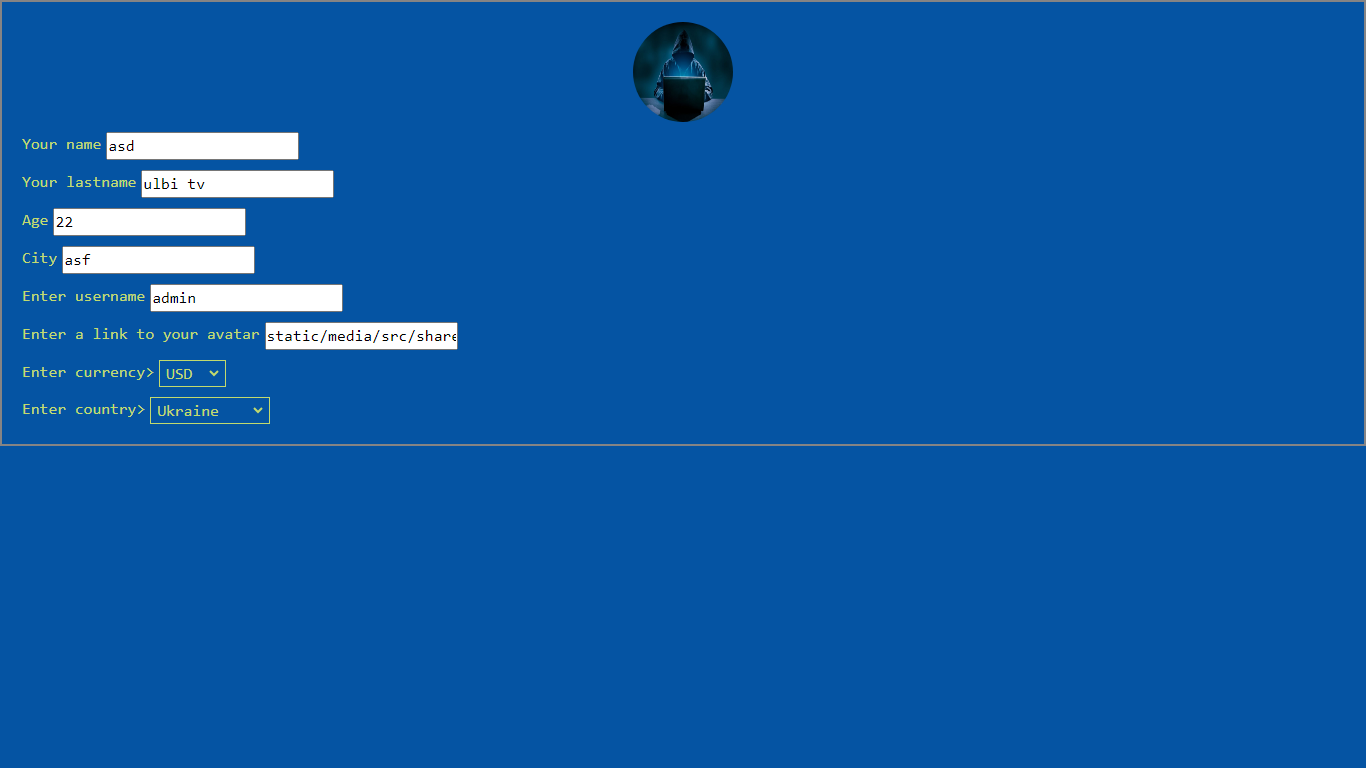 Your name asd
Your lastname ulbi tv
Age 22
City asf
Enter username admin
Enter a link to your avatar static/media/src/share
Enter currency> USD
Enter country> Ukraine